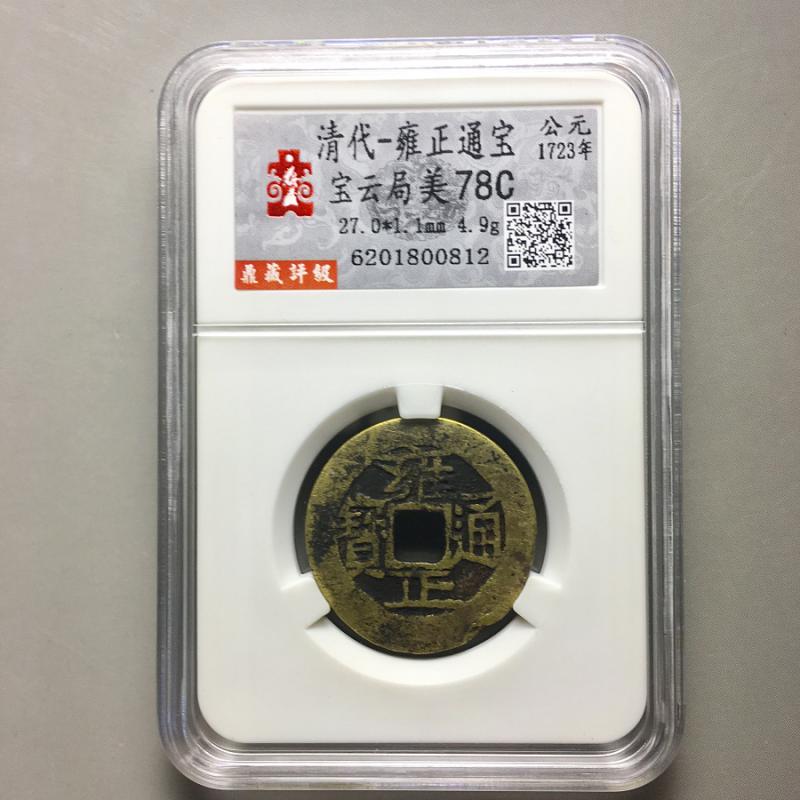 清代-雍正通宝
公元
1723年
宝云局美78C
27.0*1.1mm 4.9g
6201800812
鼎藏評級
雍正通寶